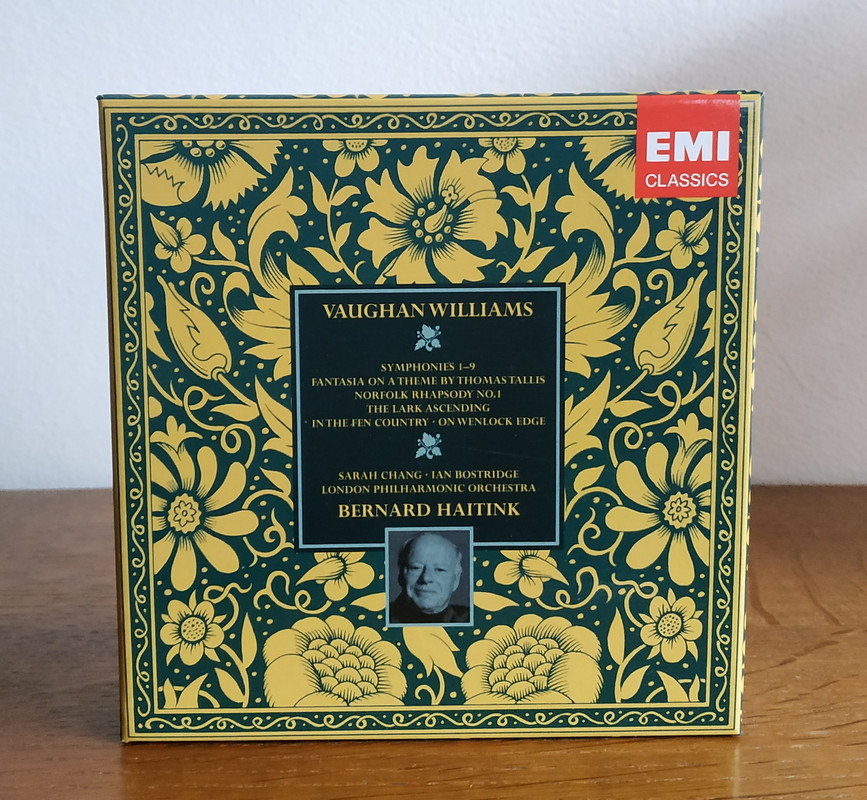 EMI
CLASSICS
VAUGHAN WILLIAMS
SYMPHONIES 1–9
FANTASIA ON A THEME BY THOMAS TALLIS
NORFOLK RHAPSODY NO.1
THE LARK ASCENDING
IN THE FEN COUNTRY · ON WENLOCK EDGE
SARAH CHANG · IAN BOSTRIDGE
LONDON PHILHARMONIC ORCHESTRA
BERNARD HAITINK